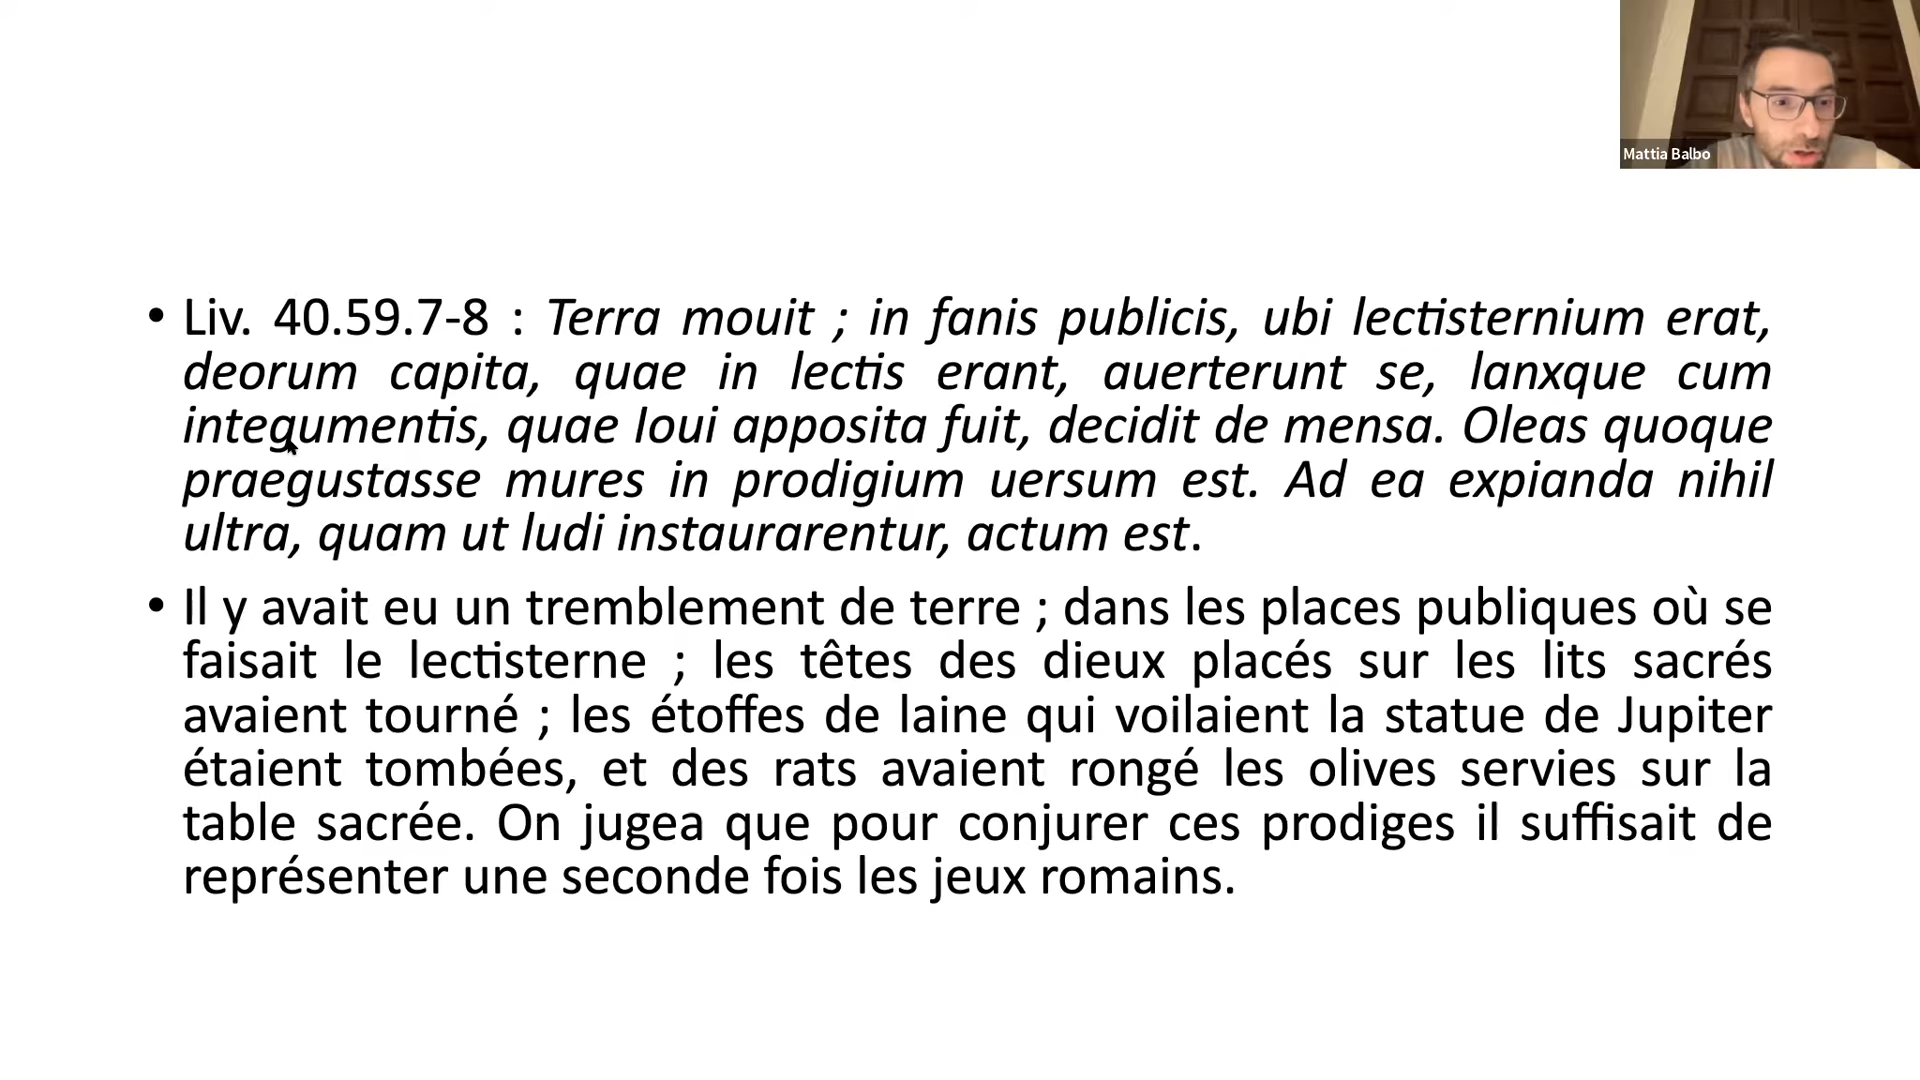 Mattia Balbo
• Liv. 40.59.7-8 : Terra mouit ; in fanis publicis, ubi lectisternium erat,
deorum capita, quae in lectis erant, auerterunt se, lanxque cum
integumentis, quae Ioui apposita fuit, decidit de mensa. Oleas quoque
praegustasse mures in prodigium uersum est. Ad ea expianda nihil
ultra, quam ut ludi instaurarentur, actum est.
• Il y avait eu un tremblement de terre ; dans les places publiques où se
faisait le lectisterne ; les têtes des dieux placés sur les lits sacrés
avaient tourné ; les étoffes de laine qui voilaient la statue de Jupiter
étaient tombées, et des rats avaient rongé les olives servies sur la
table sacrée. On jugea que pour conjurer ces prodiges il suffisait de
représenter une seconde fois les jeux romains.